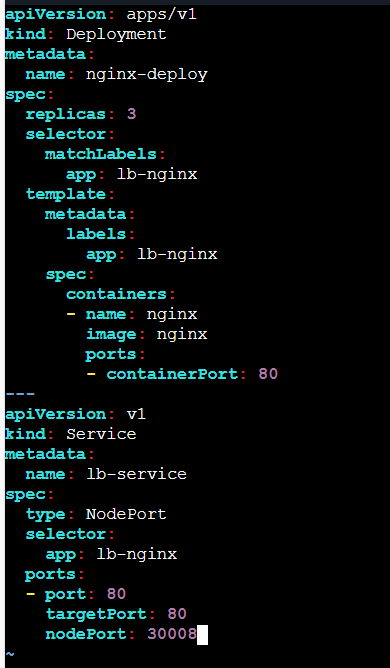 apiVersion: apps/v1
kind: Deployment
metadata:
  name: nginx-deploy
spec:
  replicas: 3
  selector:
    matchLabels:
      app: lb-nginx
  template:
    metadata:
      labels:
        app: lb-nginx
    spec:
      containers:
      - name: nginx
        image: nginx
        ports:
        - containerPort: 80
---
apiVersion: v1
kind: Service
metadata:
  name: lb-service
spec:
  type: NodePort
  selector:
    app: lb-nginx
  ports:
  - port: 80
    targetPort: 80
    nodePort: 30008
~